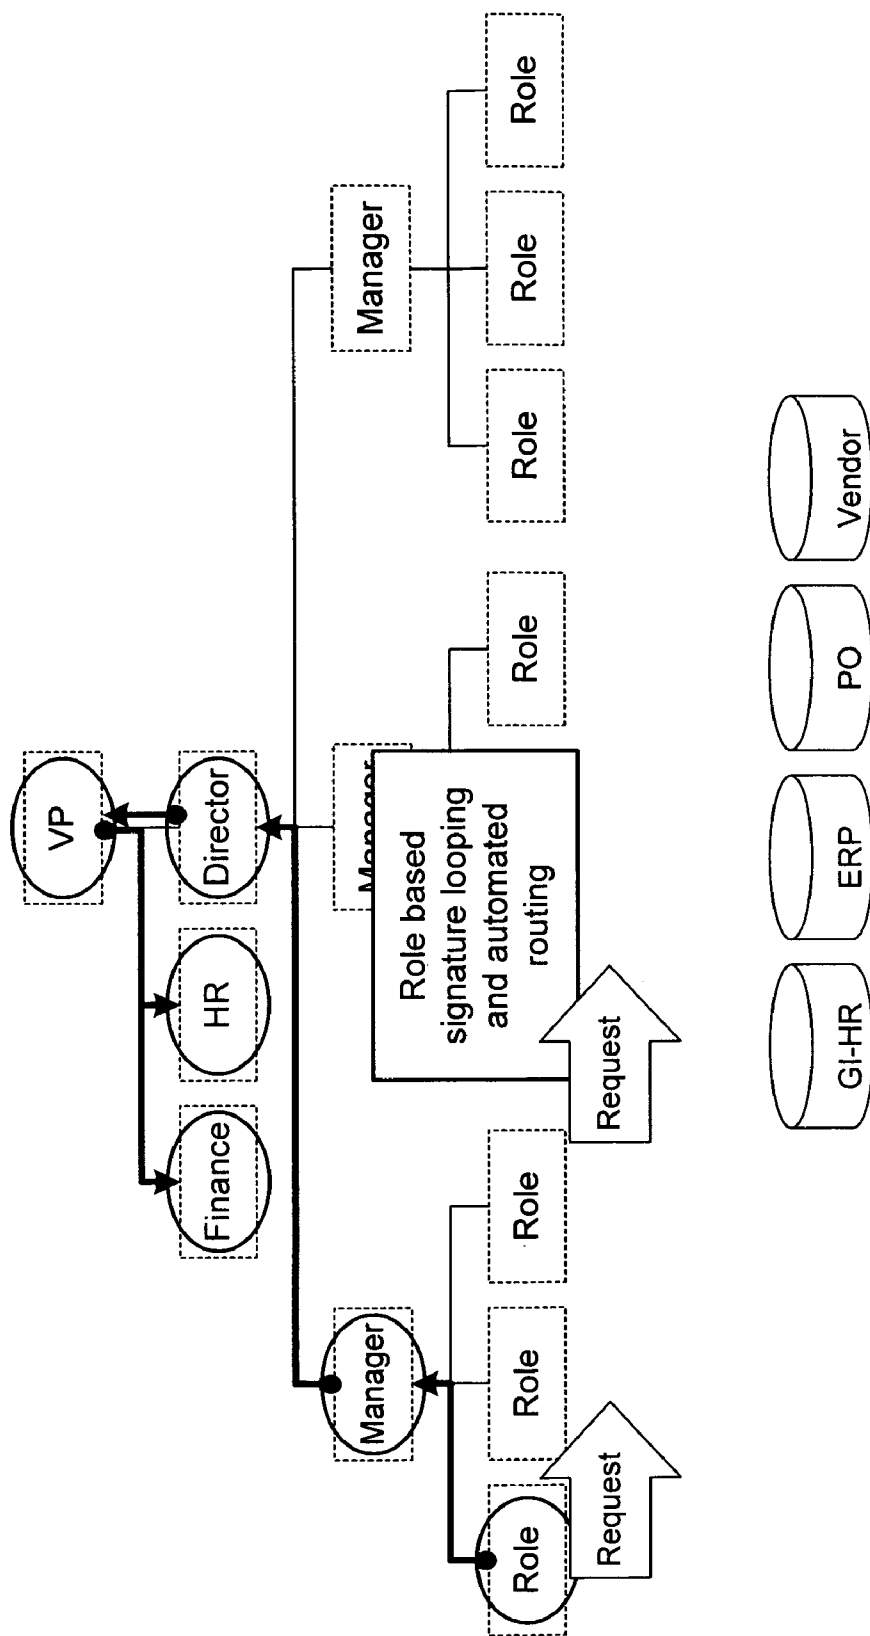 VP
Finance
HR
Director
Manager
Manager
Manager
Role based
signature looping
and automated
routing
Role
Role
Role
Role
Role
Role
Role
Request
Request
GI-HR
ERP
PO
Vendor